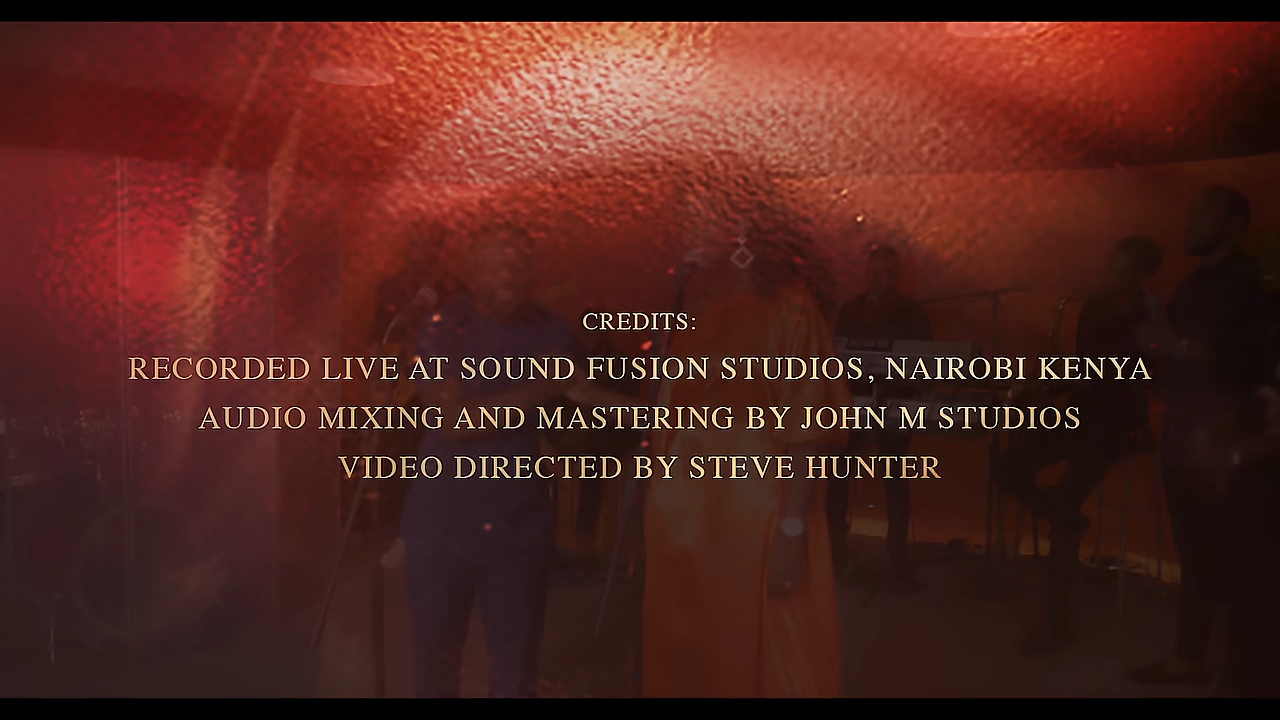 CREDITS:
RECORDED LIVE AT SOUND FUSION STUDIOS, NAIROBI KENYA
AUDIO MIXING AND MASTERING BY JOHN M STUDIOS
VIDEO DIRECTED BY STEVE HUNTER